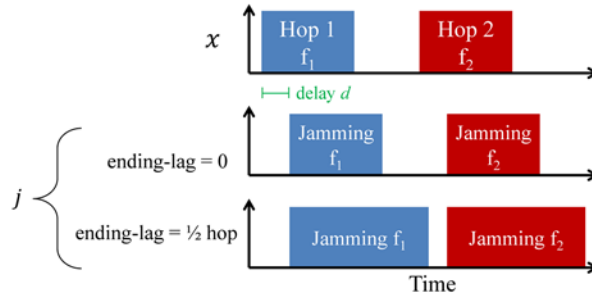 x
Hop 1
f₁
Hop 2
f₂
delay d
j
ending-lag = 0
Jamming
f₁
Jamming
f₂
ending-lag = ½ hop
Jamming f₁
Jamming f₂
Time